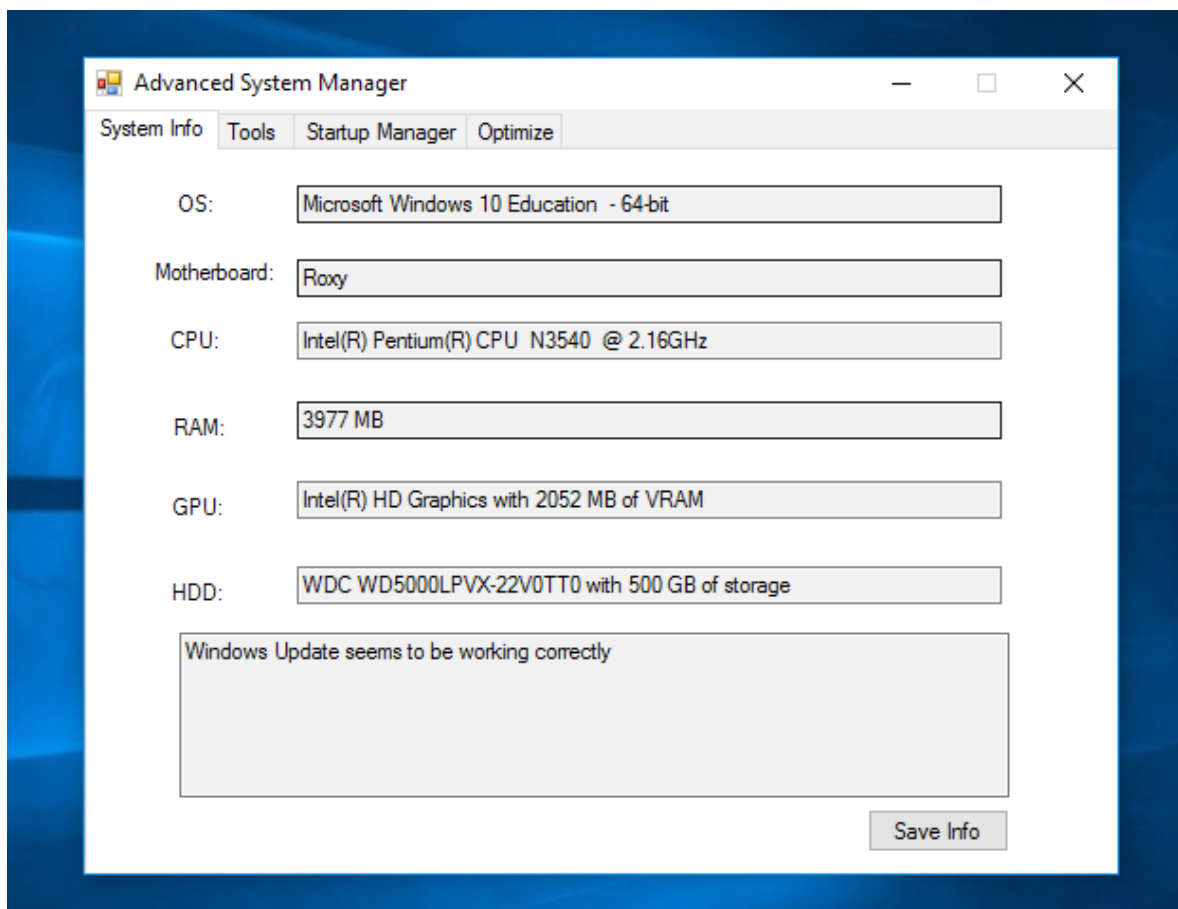 Advanced System Manager
System Info Tools Startup Manager Optimize
OS: Microsoft Windows 10 Education - 64-bit
Motherboard: Roxy
CPU: Intel(R) Pentium(R) CPU N3540 @ 2.16GHz
RAM: 3977 MB
GPU: Intel(R) HD Graphics with 2052 MB of VRAM
HDD: WDC WD5000LPVX-22V0TT0 with 500 GB of storage
Windows Update seems to be working correctly
Save Info